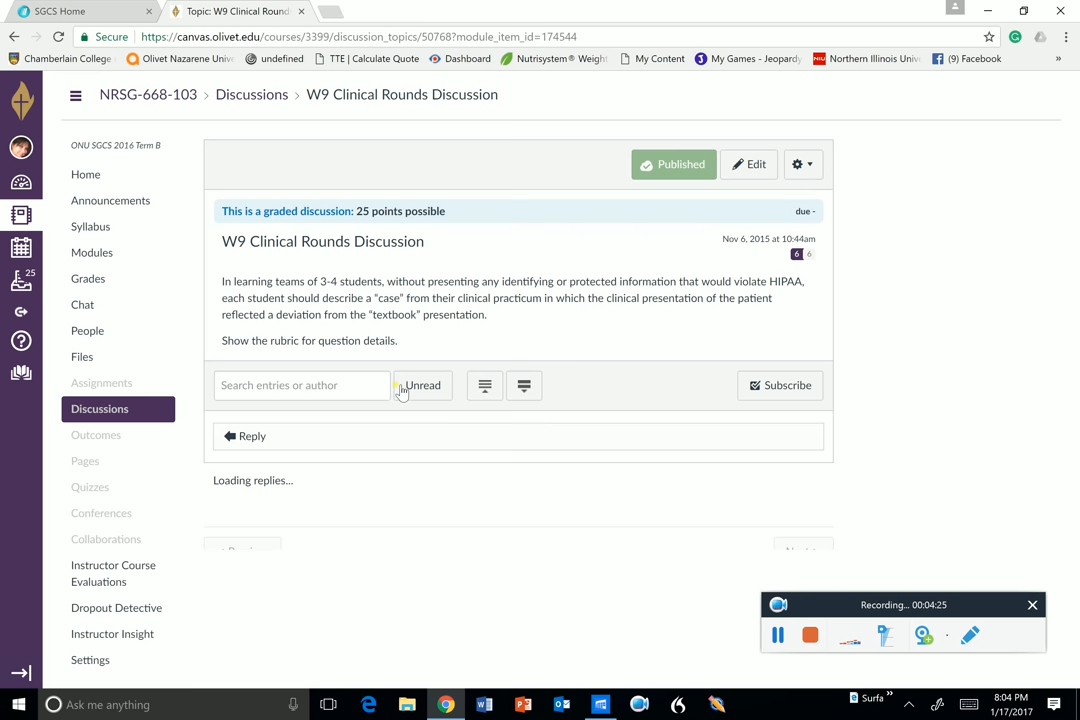 SGCS Home
Topic: W9 Clinical Round
Secure
https://canvas.olivet.edu/courses/3399/discussion_topics/50768?module_item_id=174544
Chamberlain College
Olivet Nazarene Univ
undefined
TTE | Calculate Quote
Dashboard
Nutrisystem® Weigh
My Content
My Games - Jeopardy
Northern Illinois Univ
(9) Facebook
»
NRSG-668-103 > Discussions > W9 Clinical Rounds Discussion
ONU SGCS 2016 Term B
Home
Announcements
Syllabus
Modules
Grades
25
Chat
People
Files
Assignments
Discussions
Outcomes
Pages
Quizzes
Conferences
Collaborations
Instructor Course
Evaluations
Dropout Detective
Instructor Insight
Settings
Published
Edit
This is a graded discussion: 25 points possible
due -
W9 Clinical Rounds Discussion
Nov 6, 2015 at 10:44am
6 6
In learning teams of 3-4 students, without presenting any identifying or protected information that would violate HIPAA,
each student should describe a “case” from their clinical practicum in which the clinical presentation of the patient
reflected a deviation from the “textbook” presentation.
Show the rubric for question details.
Search entries or author
Unread
Subscribe
Reply
Loading replies...
Recording... 00:04:25
Ask me anything
Surfa »
8:04 PM
1/17/2017